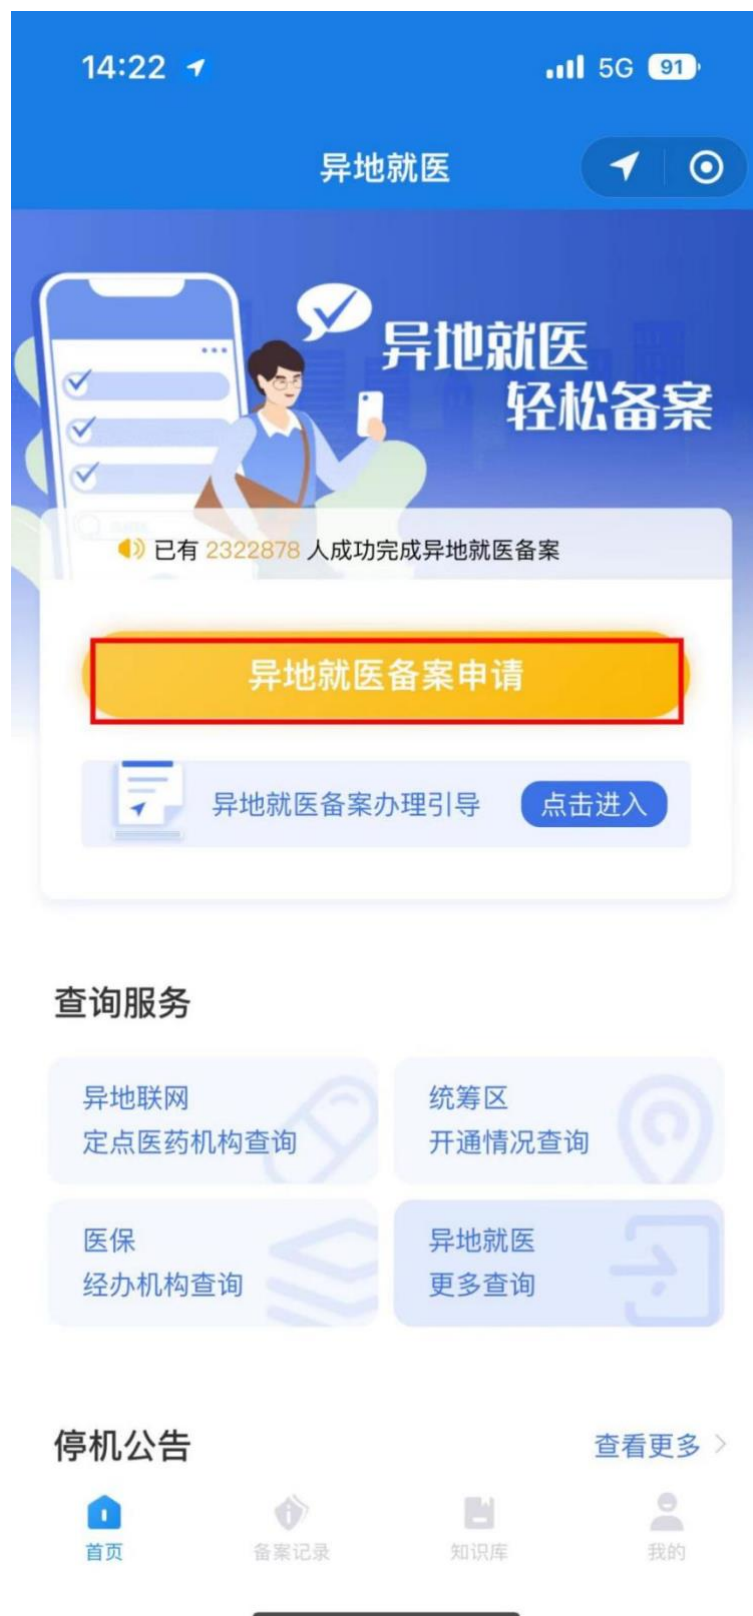 14:22
5G 91
异地就医
异地就医
轻松备案
已有 2322878 人成功完成异地就医备案
异地就医备案申请
异地就医备案办理引导 点击进入
查询服务
异地联网
定点医药机构查询
统筹区
开通情况查询
医保
经办机构查询
异地就医
更多查询
停机公告 查看更多
首页 备案记录 知识库 我的